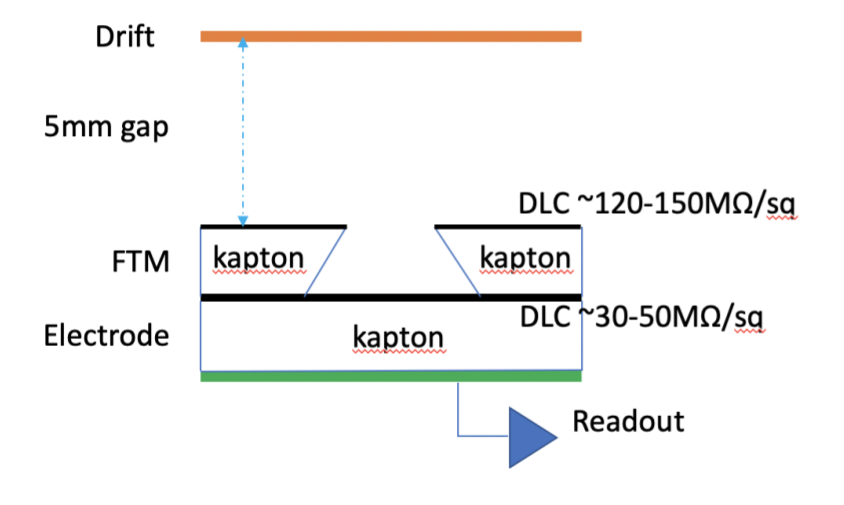 Drift
5mm gap
DLC ~120-150MΩ/sq
FTM
kapton
kapton
DLC ~30-50MΩ/sq
Electrode
kapton
Readout